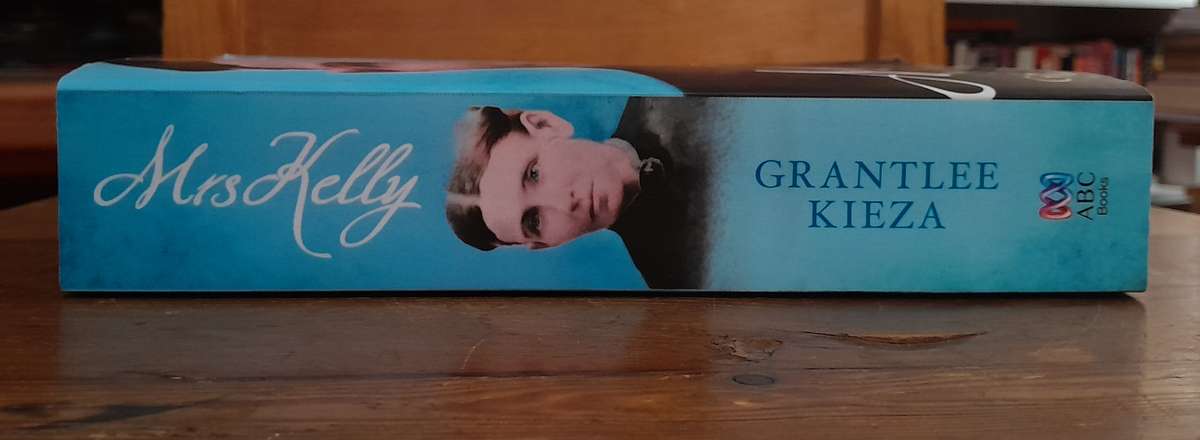 Mrs Kelly
GRANTLEE
KIEZA
ABC
Books